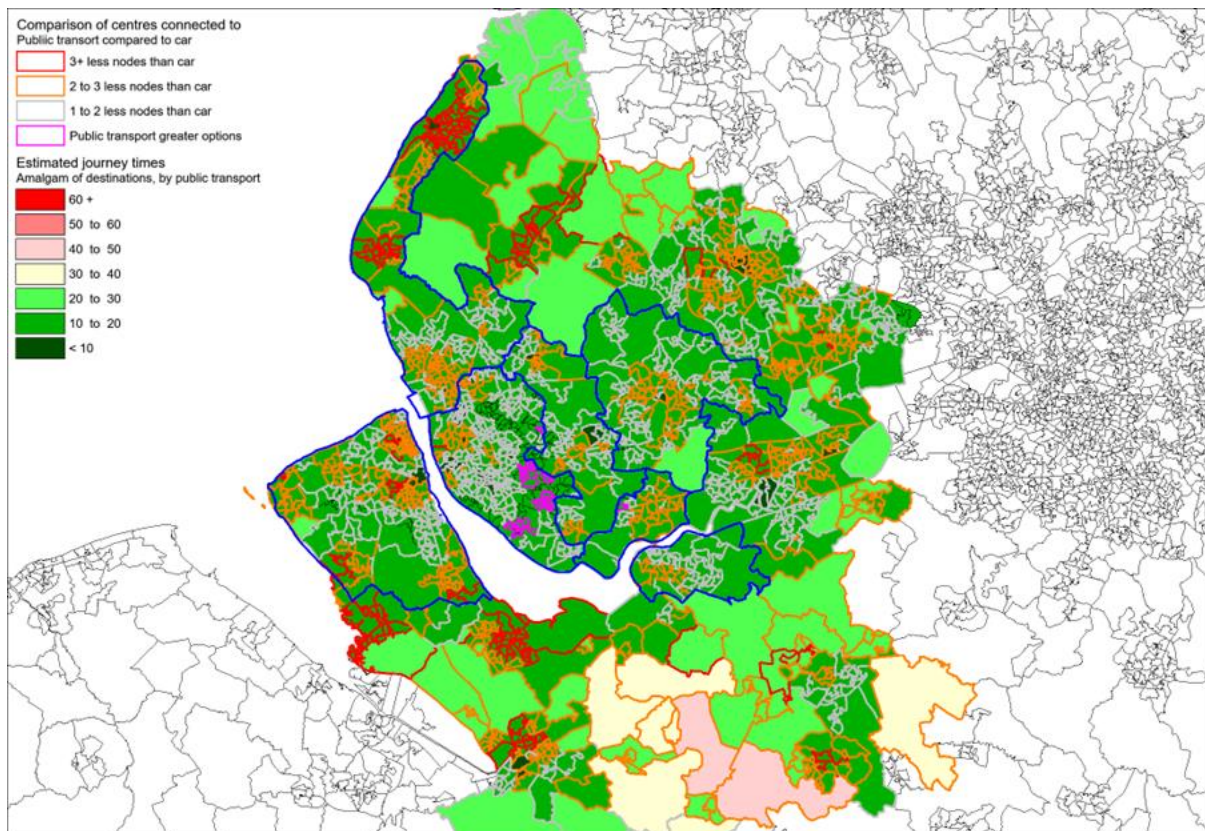 Comparison of centres connected to
Publiic transort compared to car
3+ less nodes than car
2 to 3 less nodes than car
1 to 2 less nodes than car
Public transport greater options
Estimated journey times
Amalgam of destinations, by public transport
60 +
50 to 60
40 to 50
30 to 40
20 to 30
10 to 20
< 10